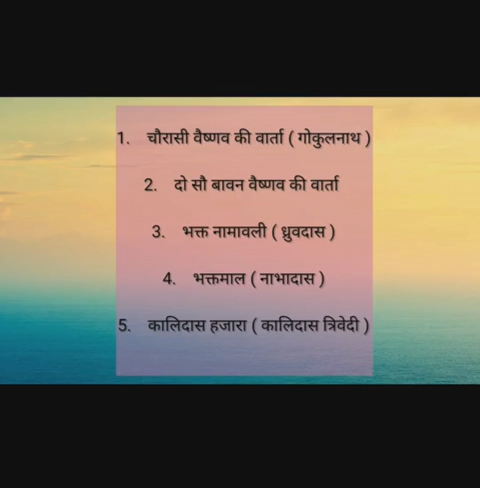 1. चौरासी वैष्णव की वार्ता ( गोकुलनाथ )
2. दो सौ बावन वैष्णव की वार्ता
3. भक्त नामावली ( ध्रुवदास )
4. भक्तमाल ( नाभादास )
5. कालिदास हजारा ( कालिदास त्रिवेदी )